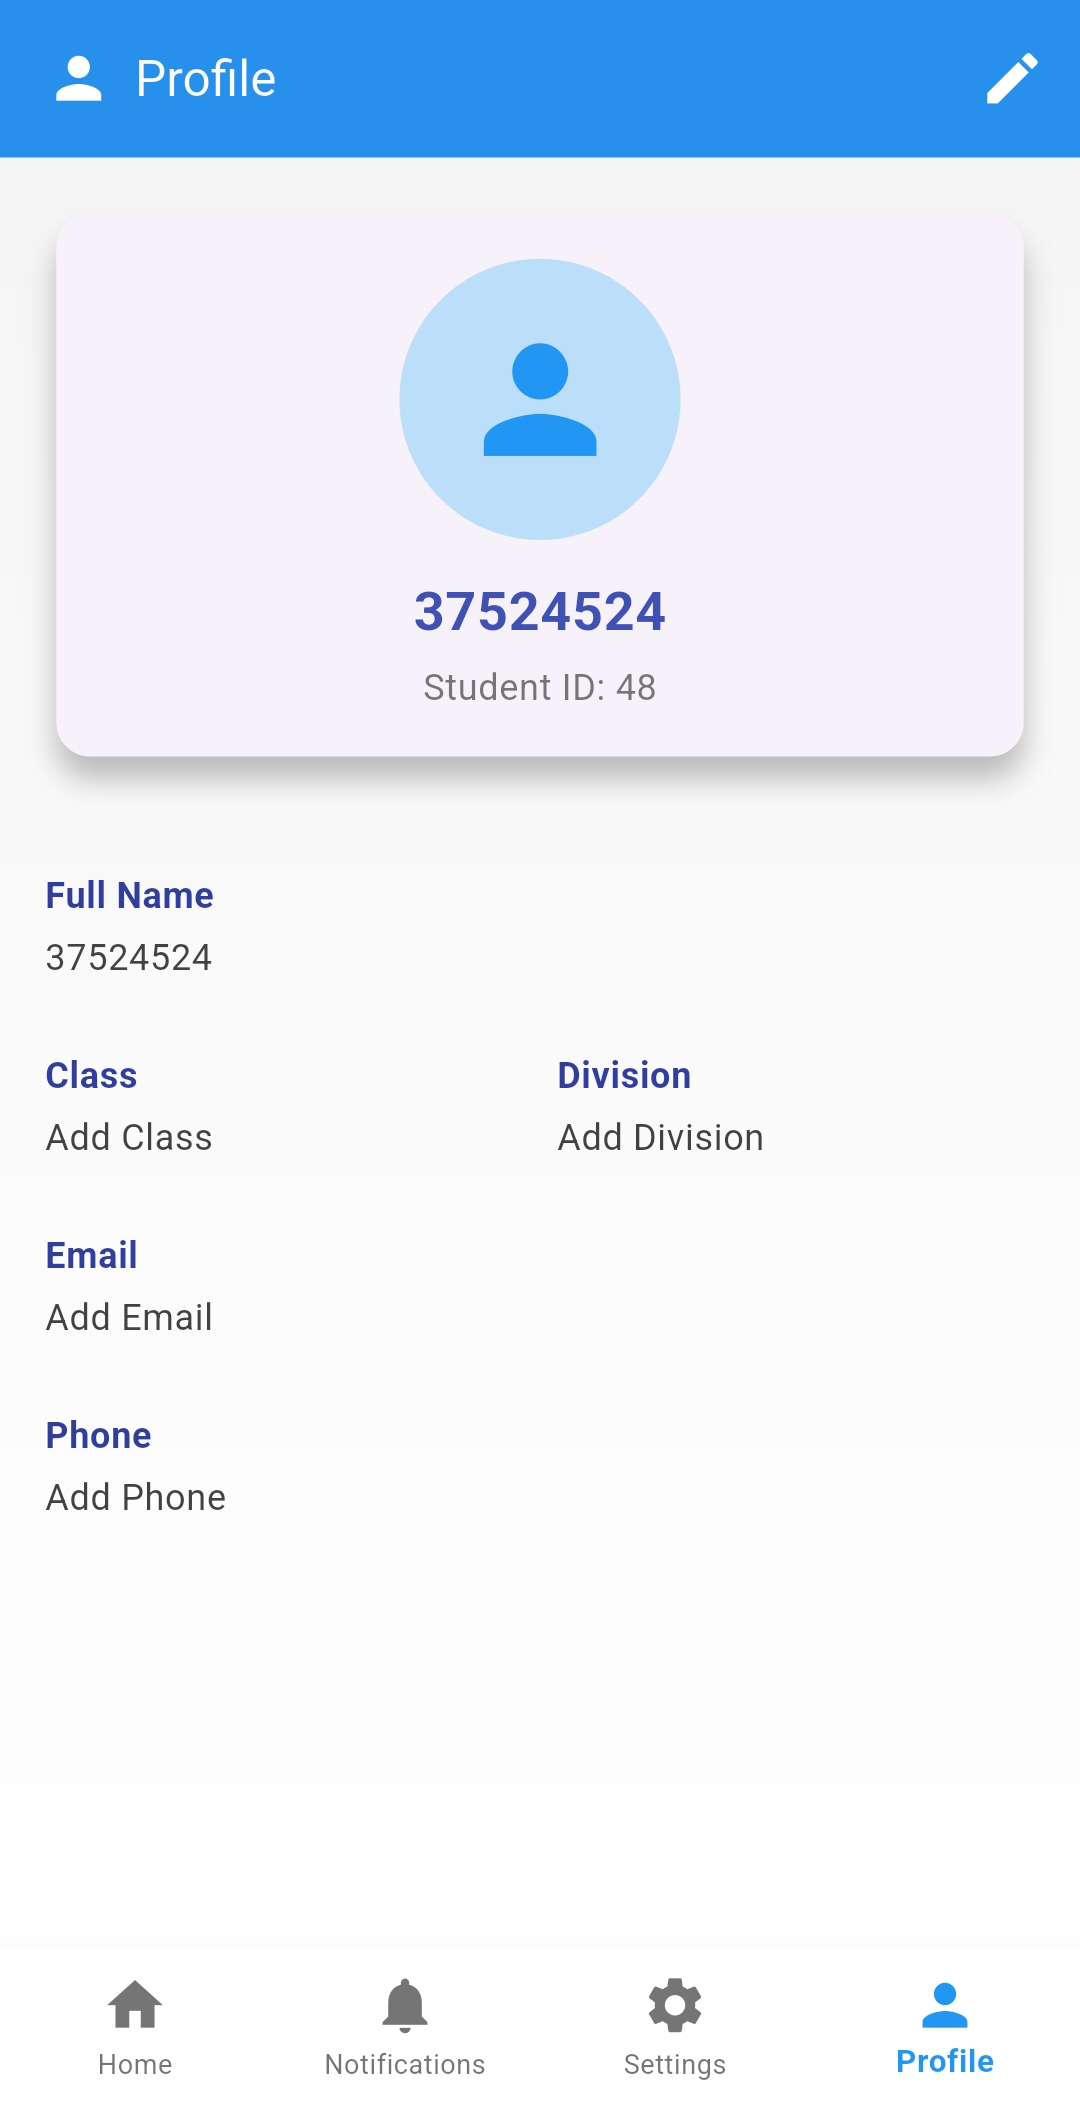 Profile
37524524
Student ID: 48
Full Name
37524524
Class
Division
Add Class
Add Division
Email
Add Email
Phone
Add Phone
Home
Notifications
Settings
Profile